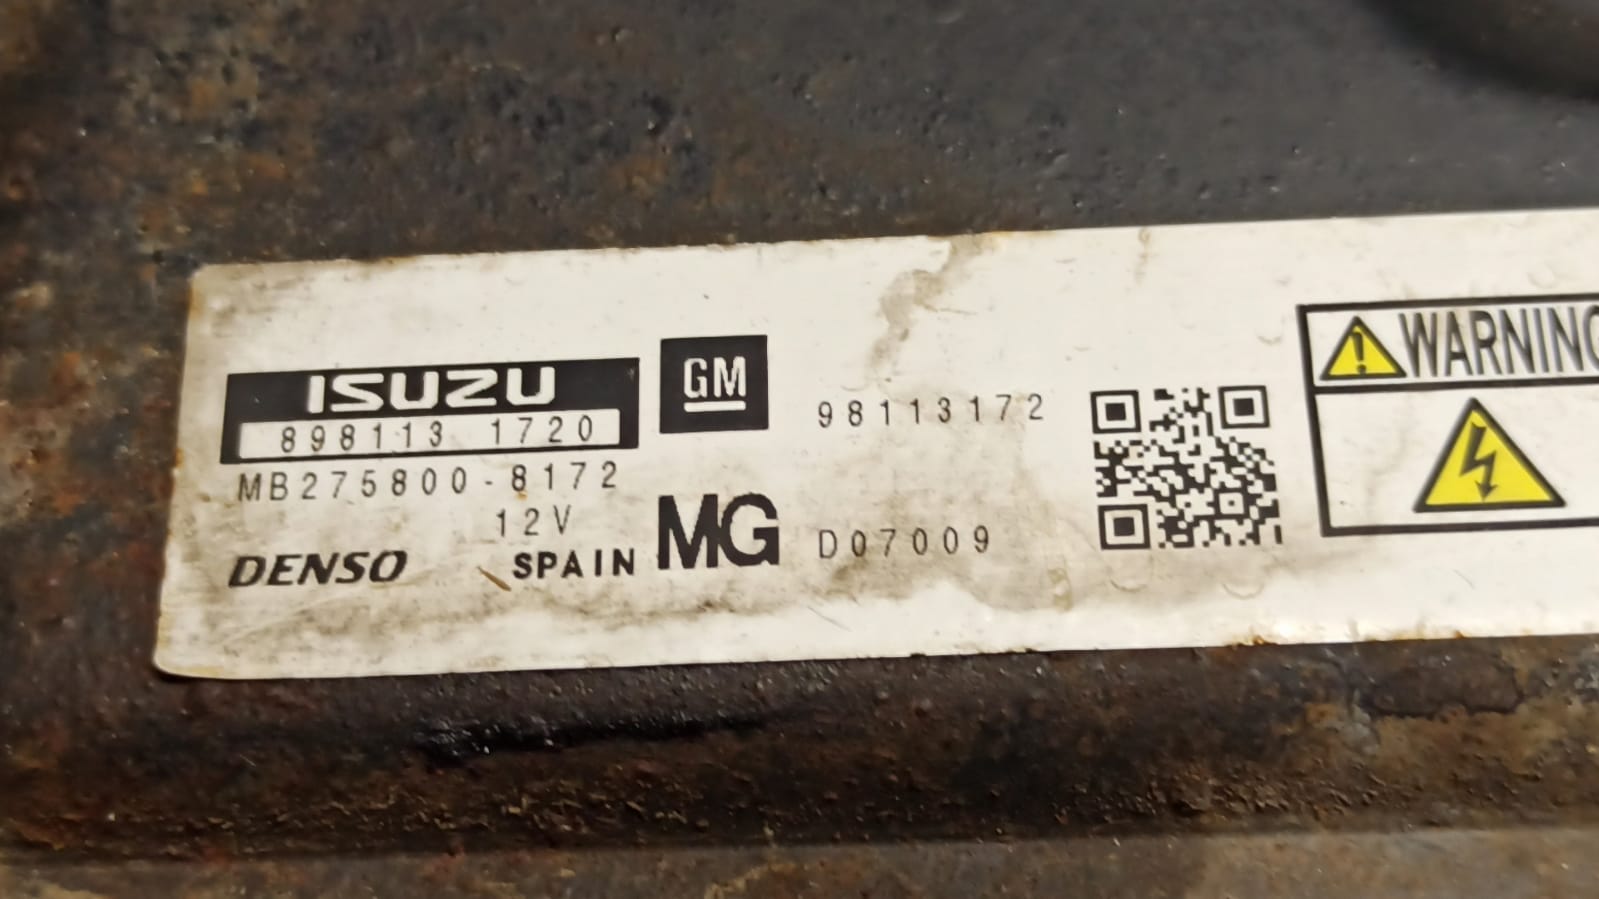 ISUZU
898113 1720
MB275800-8172
12V
DENSO SPAIN
GM 98113172
MG D07009
WARNING